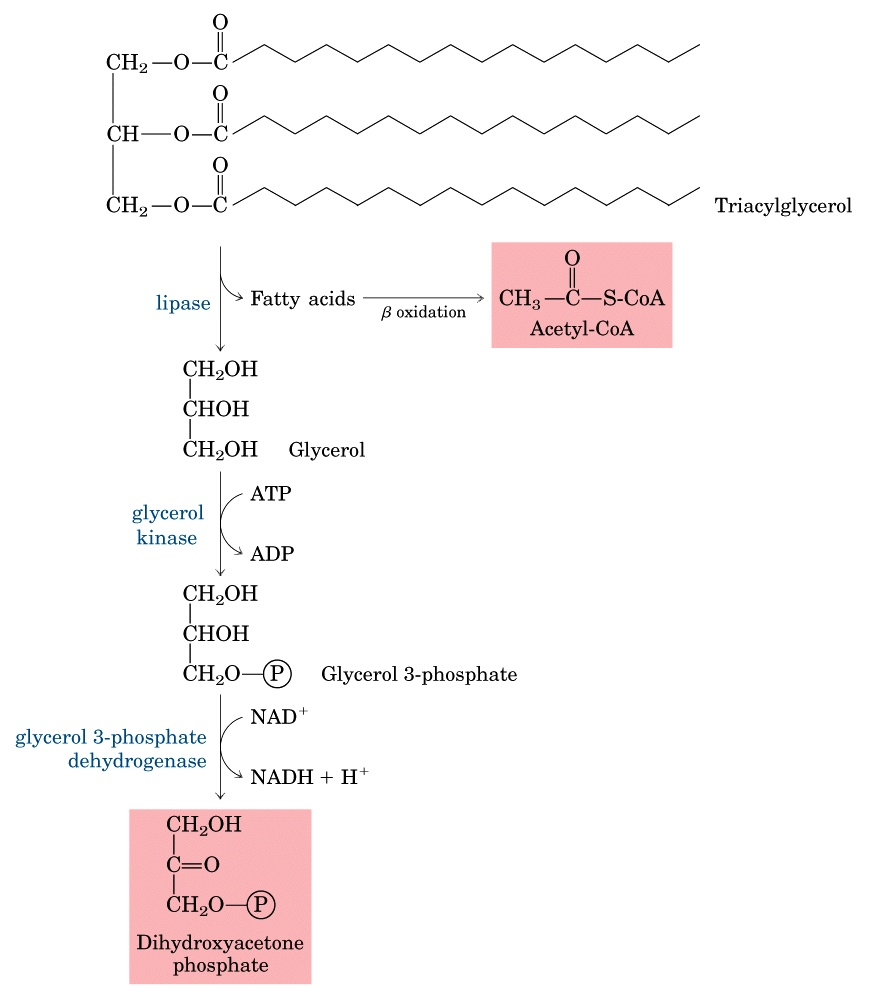 O
CH₂—O—C
O
CH—O—C
O
CH₂—O—C
Triacylglycerol
lipase
Fatty acids
β oxidation
O
CH₃—C—S-CoA
Acetyl-CoA
CH₂OH
CHOH
CH₂OH
Glycerol
ATP
glycerol
kinase
ADP
CH₂OH
CHOH
CH₂O—P
Glycerol 3-phosphate
NAD⁺
glycerol 3-phosphate
dehydrogenase
NADH + H⁺
CH₂OH
C=O
CH₂O—P
Dihydroxyacetone
phosphate